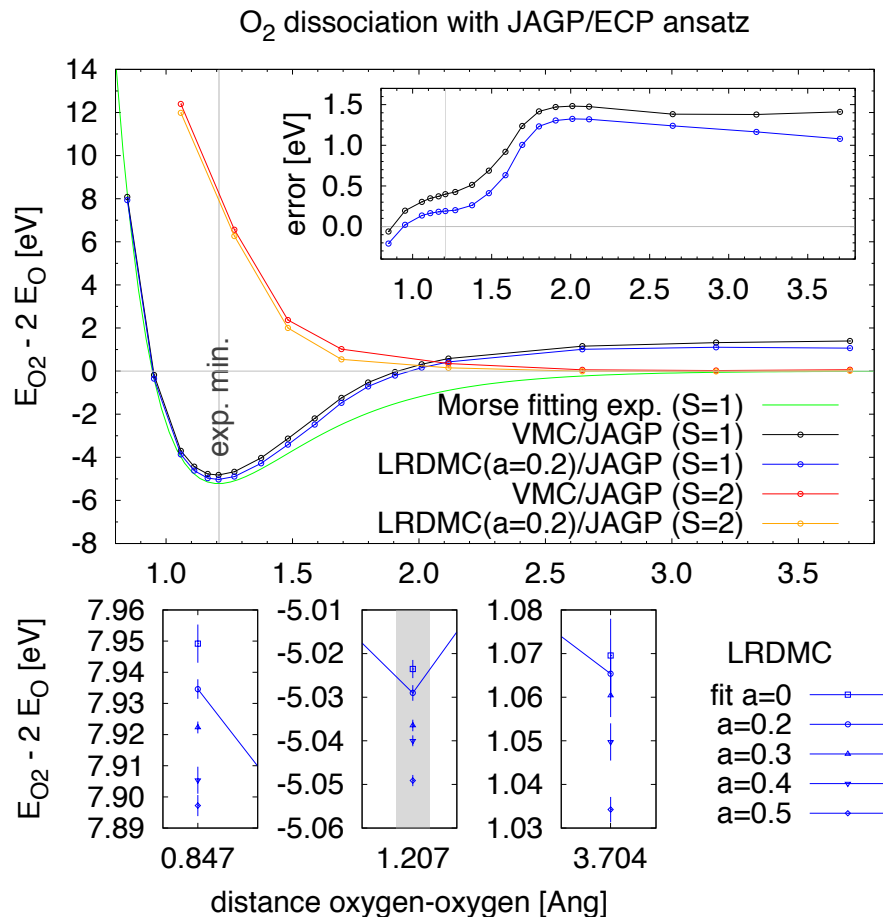 O2 dissociation with JAGP/ECP ansatz
14
12
10
8
6
4
2
0
-2
-4
-6
-8
E_O2 - 2 E_O [eV]
1.0 1.5 2.0 2.5 3.0 3.5
exp. min.
1.5
1.0
0.5
0.0
error [eV]
1.0 1.5 2.0 2.5 3.0 3.5
Morse fitting exp. (S=1)
VMC/JAGP (S=1)
LRDMC(a=0.2)/JAGP (S=1)
VMC/JAGP (S=2)
LRDMC(a=0.2)/JAGP (S=2)
E_O2 - 2 E_O [eV]
7.96
7.95
7.94
7.93
7.92
7.91
7.90
7.89
0.847
-5.01
-5.02
-5.03
-5.04
-5.05
-5.06
1.207
1.08
1.07
1.06
1.05
1.04
1.03
3.704
LRDMC
fit a=0
a=0.2
a=0.3
a=0.4
a=0.5
distance oxygen-oxygen [Ang]